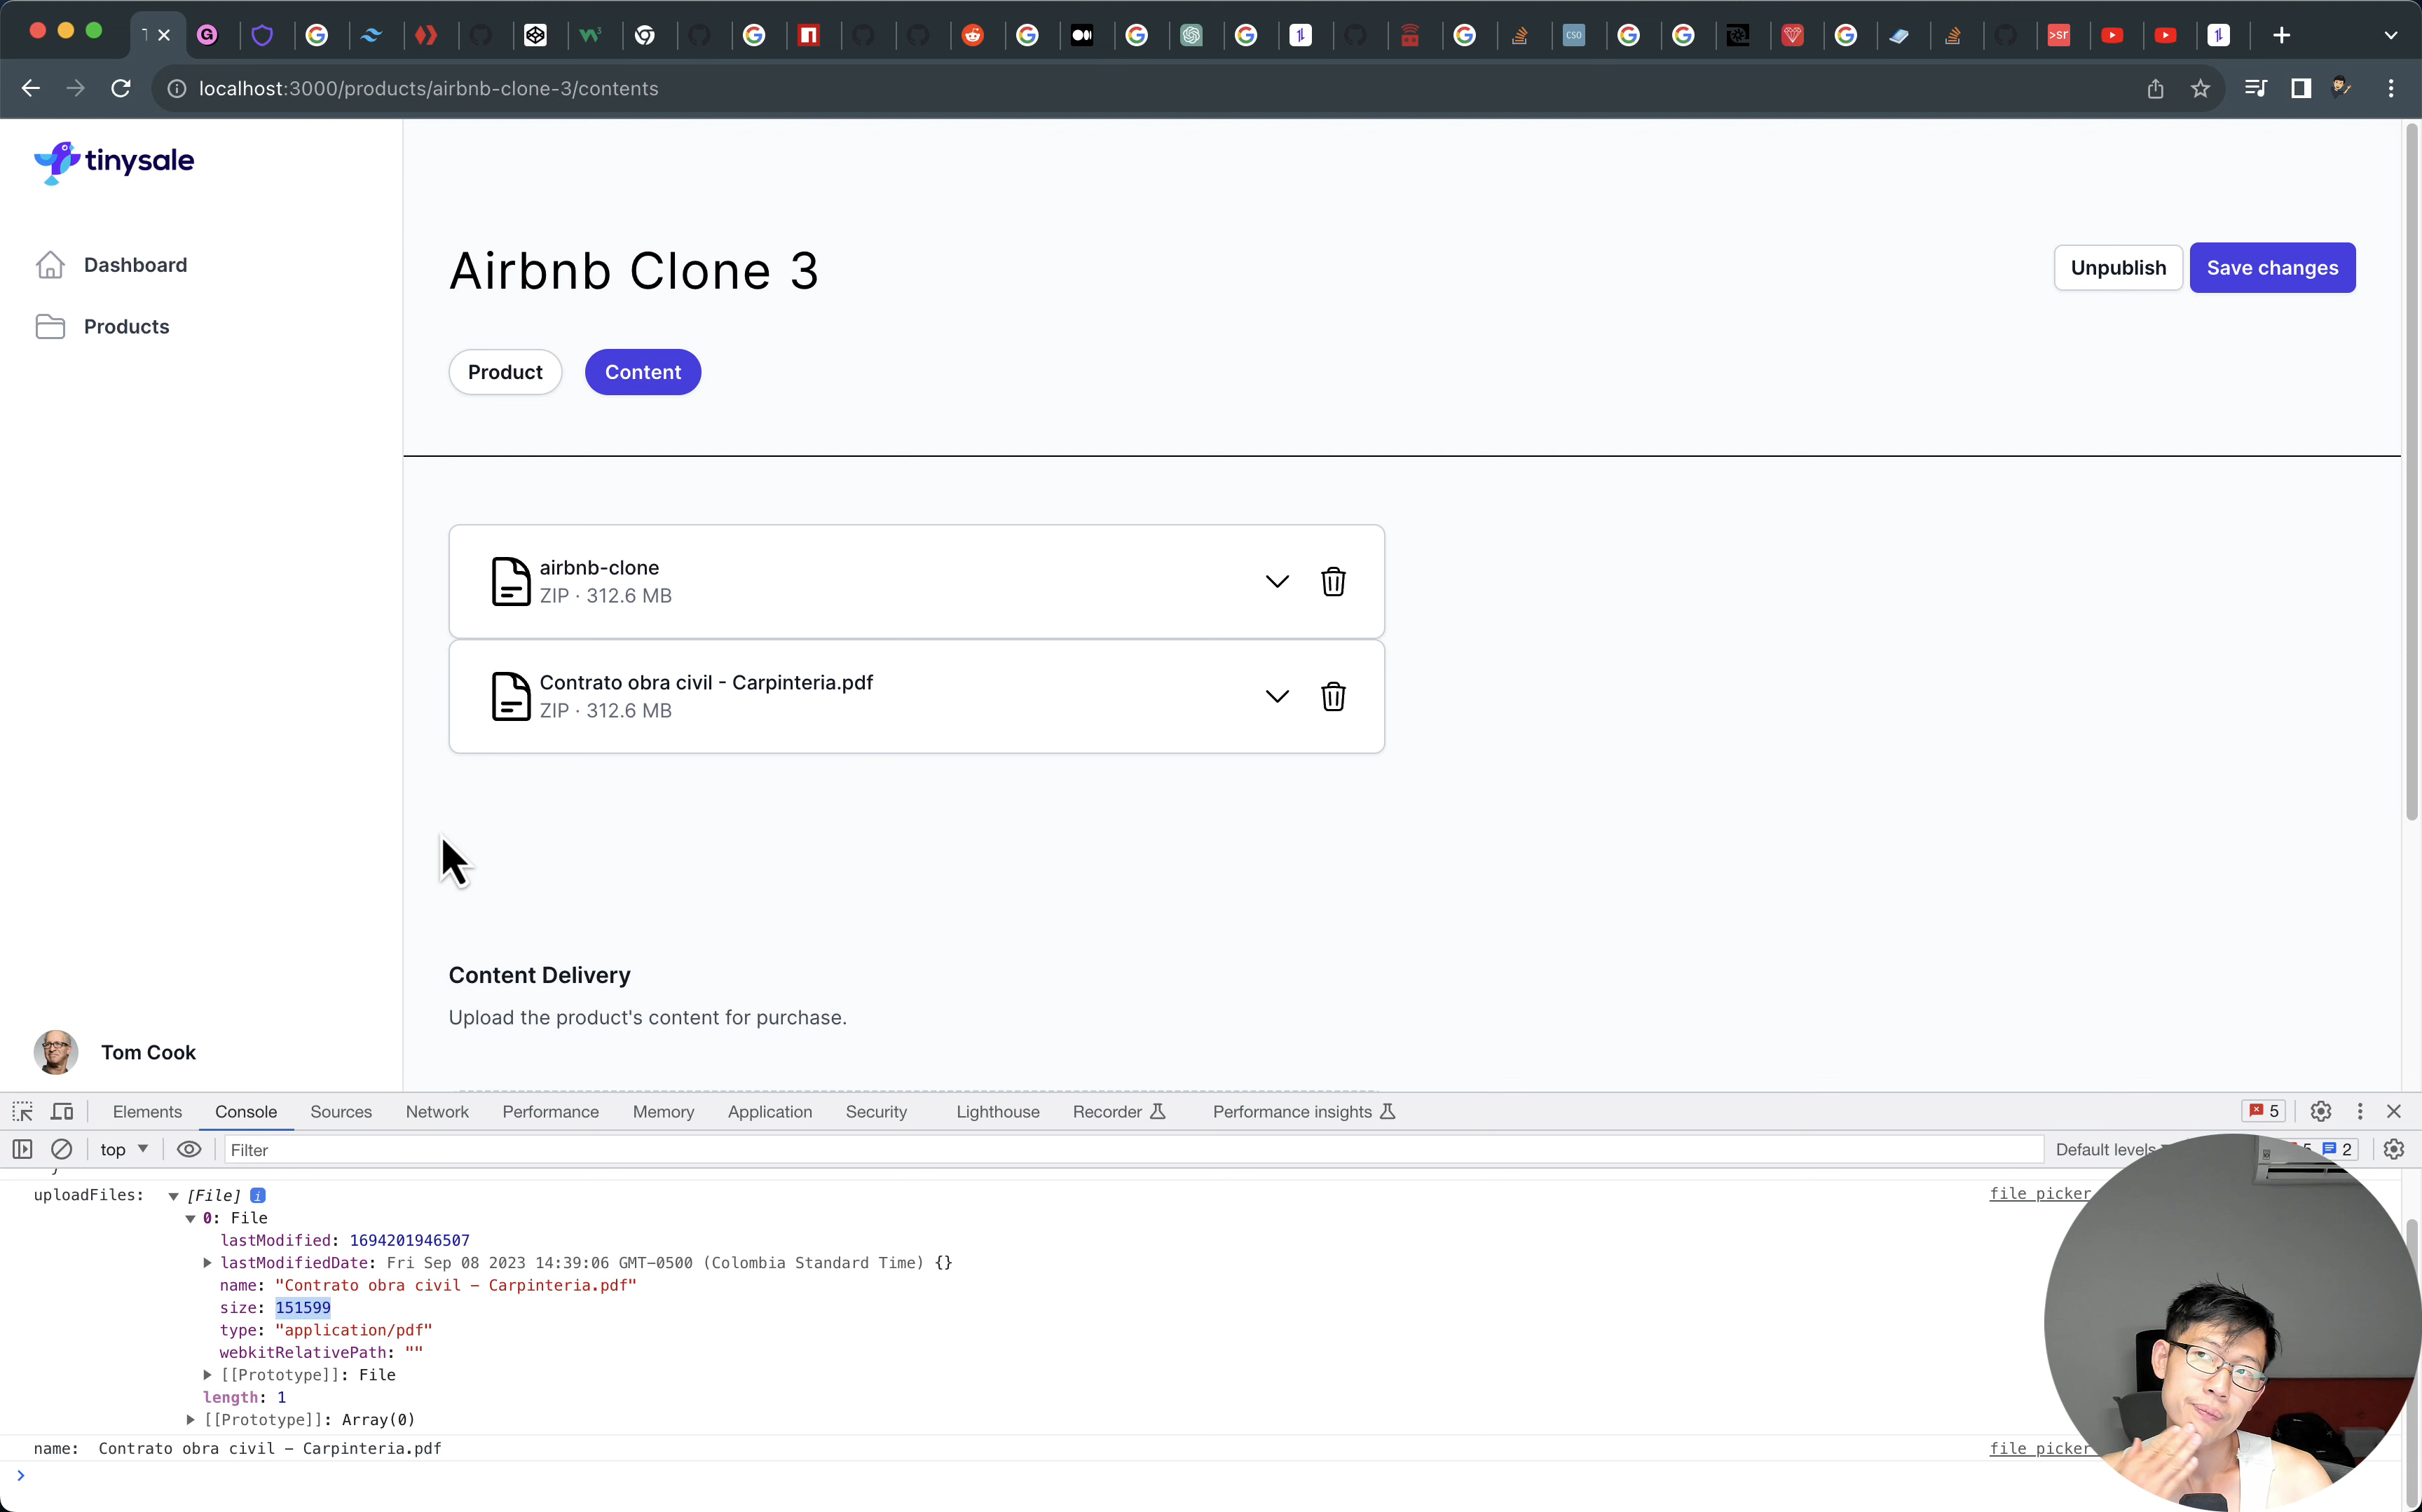 localhost:3000/products/airbnb-clone-3/contents
tinysale
Dashboard
Products
Airbnb Clone 3
Unpublish
Save changes
Product
Content
airbnb-clone
ZIP · 312.6 MB
Contrato obra civil - Carpinteria.pdf
ZIP · 312.6 MB
Content Delivery
Upload the product's content for purchase.
Tom Cook
Elements Console Sources Network Performance Memory Application Security Lighthouse Recorder Performance insights 5
top Filter Default levels 5 2
uploadFiles: [File] i
file_picker
0: File
lastModified: 1694201946507
lastModifiedDate: Fri Sep 08 2023 14:39:06 GMT-0500 (Colombia Standard Time) {}
name: "Contrato obra civil - Carpinteria.pdf"
size: 151599
type: "application/pdf"
webkitRelativePath: ""
[[Prototype]]: File
length: 1
[[Prototype]]: Array(0)
name: Contrato obra civil - Carpinteria.pdf
file_picker